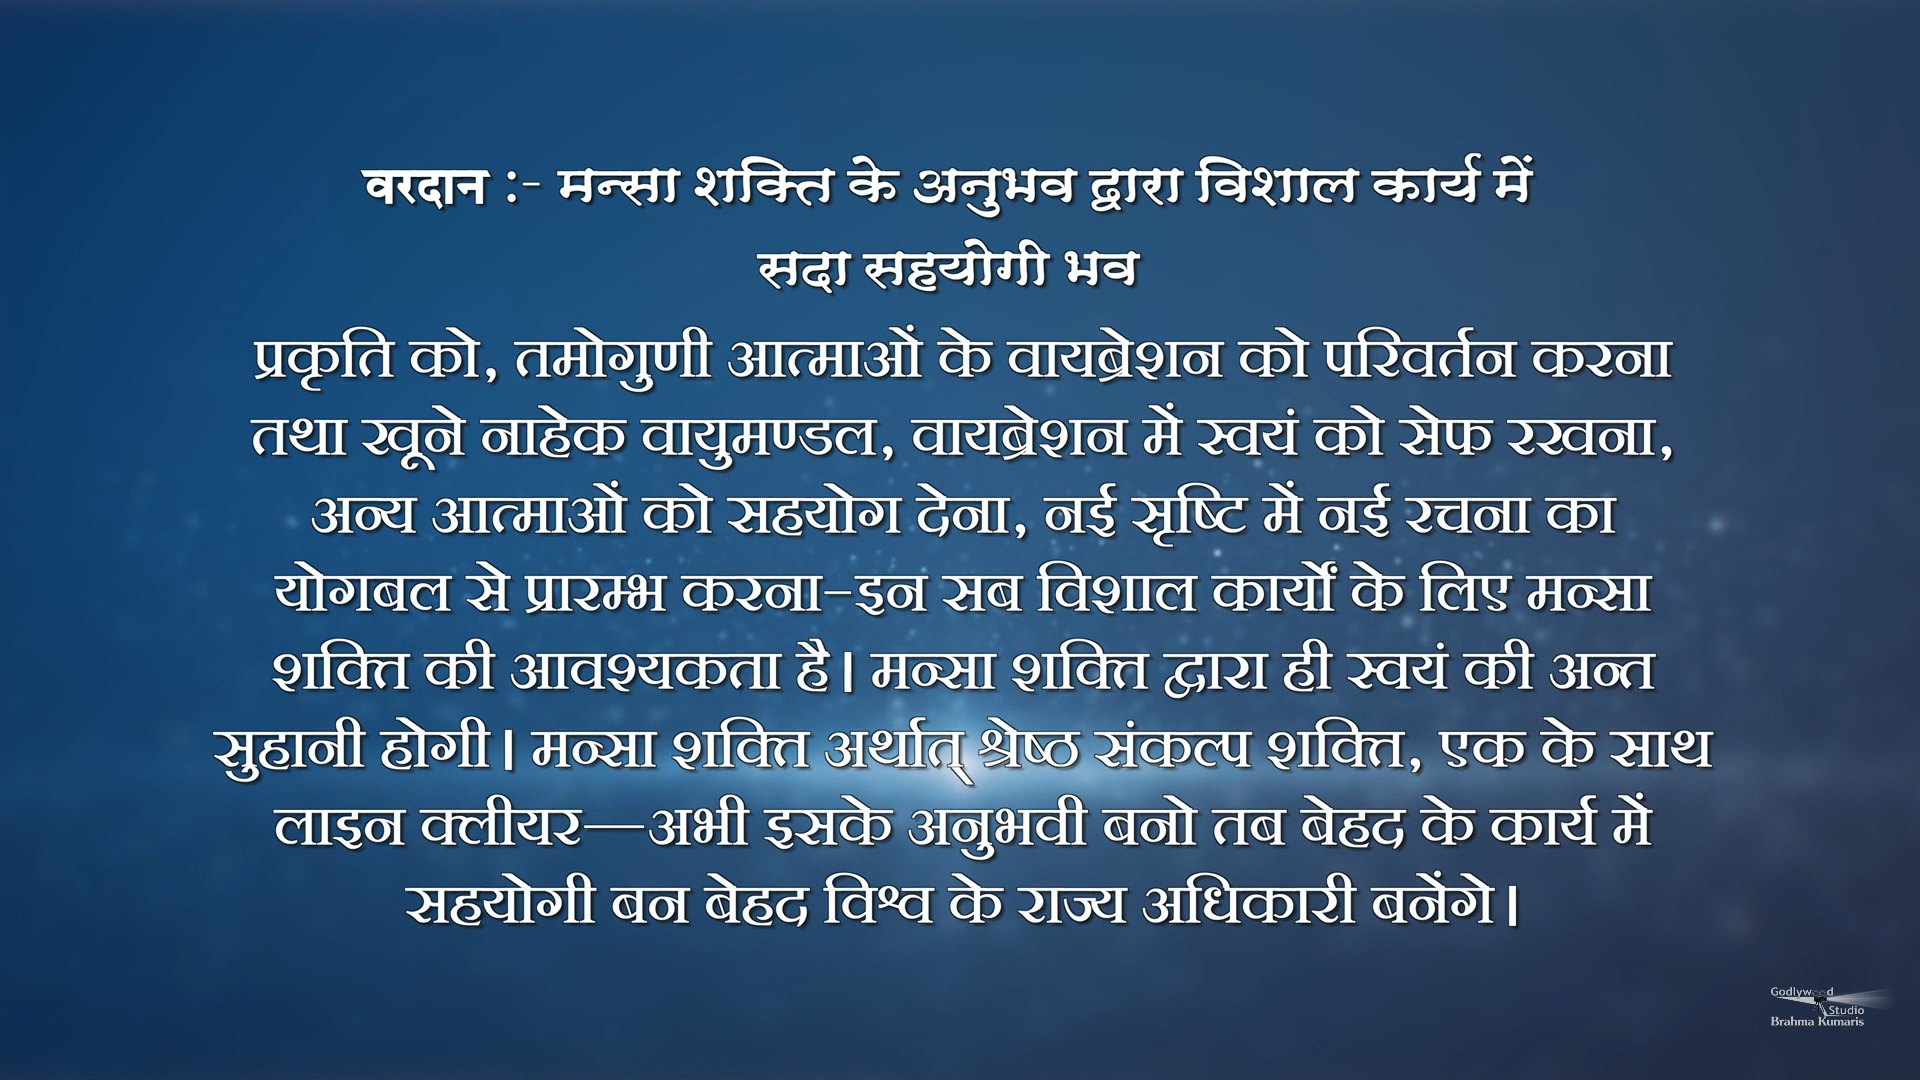 वरदान :- मन्सा शक्ति के अनुभव द्वारा विशाल कार्य में
सदा सहयोगी भव
प्रकृति को, तमोगुणी आत्माओं के वायब्रेशन को परिवर्तन करना
तथा खूने नाहेक वायुमण्डल, वायब्रेशन में स्वयं को सेफ रखना,
अन्य आत्माओं को सहयोग देना, नई सृष्टि में नई रचना का
योगबल से प्रारम्भ करना-इन सब विशाल कार्यों के लिए मन्सा
शक्ति की आवश्यकता है। मन्सा शक्ति द्वारा ही स्वयं की अन्त
सुहानी होगी। मन्सा शक्ति अर्थात् श्रेष्ठ संकल्प शक्ति, एक के साथ
लाइन क्लीयर—अभी इसके अनुभवी बनो तब बेहद के कार्य में
सहयोगी बन बेहद विश्व के राज्य अधिकारी बनेंगे।
Godlywood
Studio
Brahma Kumaris